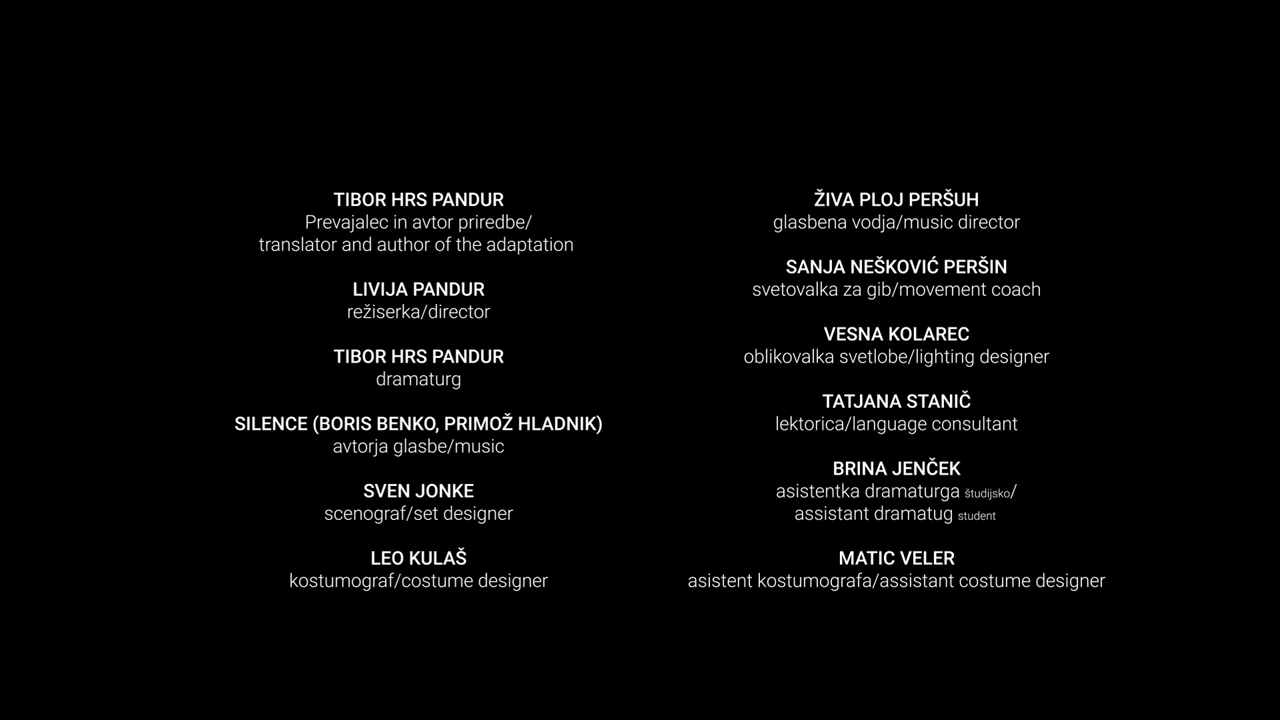 TIBOR HRS PANDUR
Prevajalec in avtor priredbe/
translator and author of the adaptation
LIVIJA PANDUR
režiserka/director
TIBOR HRS PANDUR
dramaturg
SILENCE (BORIS BENKO, PRIMOŽ HLADNIK)
avtorja glasbe/music
SVEN JONKE
scenograf/set designer
LEO KULAŠ
kostumograf/costume designer
ŽIVA PLOJ PERŠUH
glasbena vodja/music director
SANJA NEŠKOVIĆ PERŠIN
svetovalka za gib/movement coach
VESNA KOLAREC
oblikovalka svetlobe/lighting designer
TATJANA STANIČ
lektorica/language consultant
BRINA JENČEK
asistentka dramaturga študijsko/
assistant dramatug student
MATIC VELER
asistent kostumografa/assistant costume designer